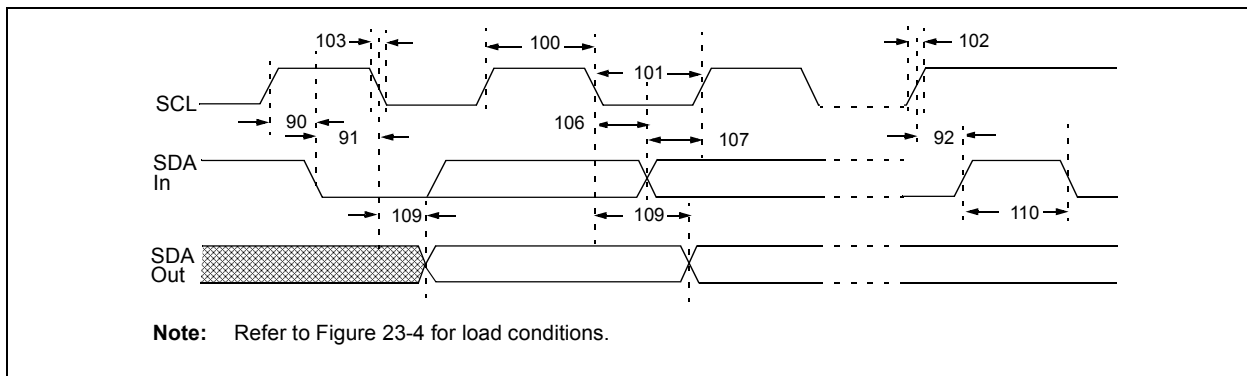 103
100
102
101
SCL
90
91
106
107
92
SDA
In
109
109
110
SDA
Out
Note: Refer to Figure 23-4 for load conditions.